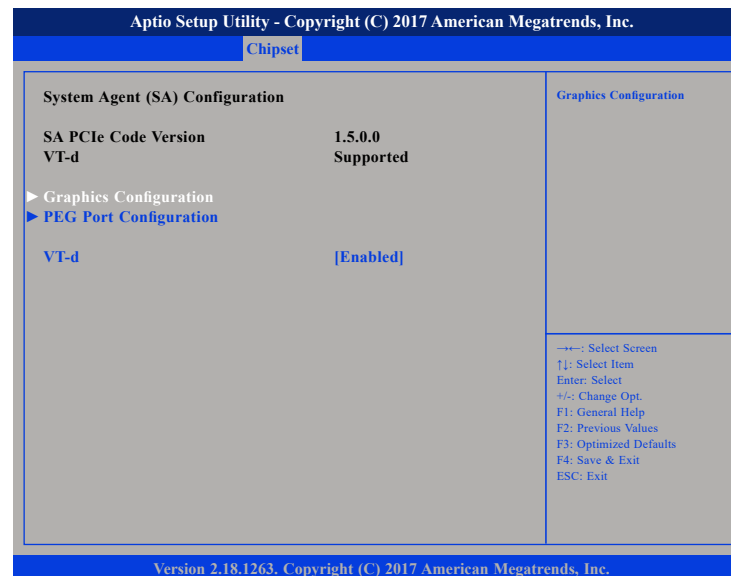 Aptio Setup Utility - Copyright (C) 2017 American Megatrends, Inc.
Chipset
System Agent (SA) Configuration
SA PCIe Code Version 1.5.0.0
VT-d Supported
► Graphics Configuration
► PEG Port Configuration
VT-d [Enabled]
Graphics Configuration
→←: Select Screen
↑↓: Select Item
Enter: Select
+/-: Change Opt.
F1: General Help
F2: Previous Values
F3: Optimized Defaults
F4: Save & Exit
ESC: Exit
Version 2.18.1263. Copyright (C) 2017 American Megatrends, Inc.